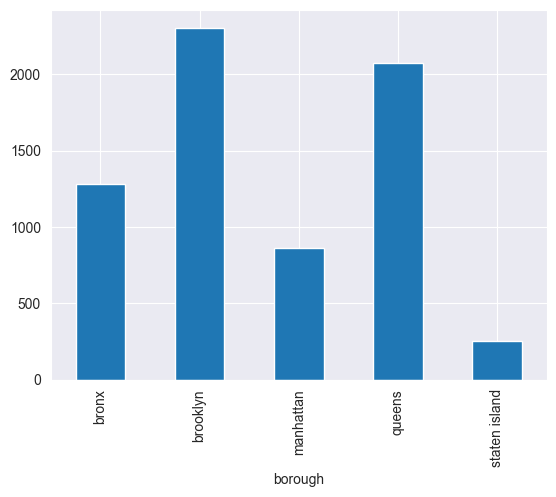 2000
1500
1000
500
0
bronx
brooklyn
manhattan
queens
staten island
borough